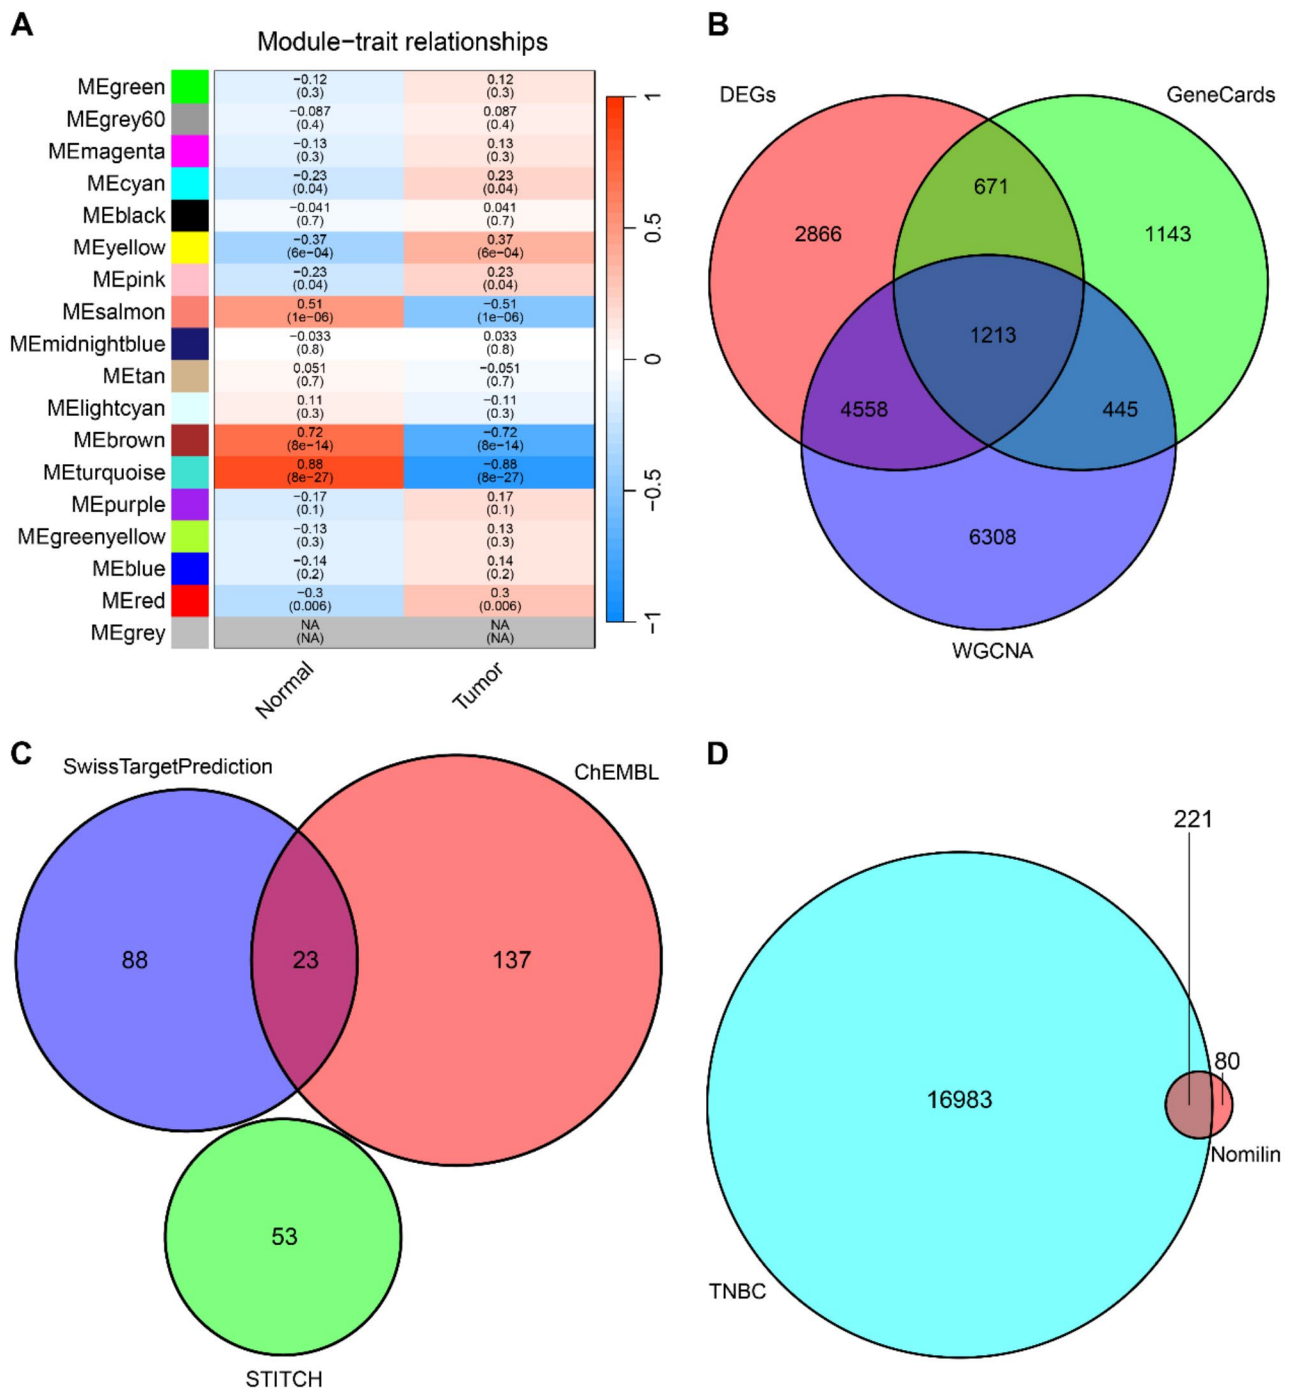 A
Module−trait relationships
MEgreen
−0.12
(0.3)
0.12
(0.3)
MEgrey60
−0.087
(0.4)
0.087
(0.4)
MEmagenta
−0.13
(0.3)
0.13
(0.3)
MEcyan
−0.23
(0.04)
0.23
(0.04)
MEblack
−0.041
(0.7)
0.041
(0.7)
MEyellow
−0.37
(6e−04)
0.37
(6e−04)
MEpink
−0.23
(0.04)
0.23
(0.04)
MEsalmon
0.51
(1e−06)
−0.51
(1e−06)
MEmidnightblue
−0.033
(0.8)
0.033
(0.8)
MEtan
0.051
(0.7)
−0.051
(0.7)
MElightcyan
0.11
(0.3)
−0.11
(0.3)
MEbrown
0.72
(8e−14)
−0.72
(8e−14)
MEturquoise
0.88
(8e−27)
−0.88
(8e−27)
MEpurple
−0.17
(0.1)
0.17
(0.1)
MEgreenyellow
−0.13
(0.3)
0.13
(0.3)
MEblue
−0.14
(0.2)
0.14
(0.2)
MEred
−0.3
(0.006)
0.3
(0.006)
MEgrey
NA
(NA)
NA
(NA)
Normal
Tumor
1
0.5
0
−0.5
−1
B
DEGs
GeneCards
671
2866
1143
1213
4558
445
6308
WGCNA
C
SwissTargetPrediction
ChEMBL
88
23
137
53
STITCH
D
221
80
16983
Nomilin
TNBC